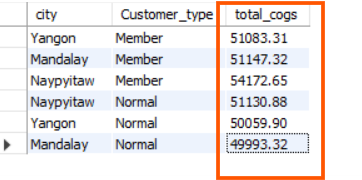 city Customer_type total_cogs
Yangon Member 51083.31
Mandalay Member 51147.32
Naypyitaw Member 54172.65
Naypyitaw Normal 51130.88
Yangon Normal 50059.90
Mandalay Normal 49993.32